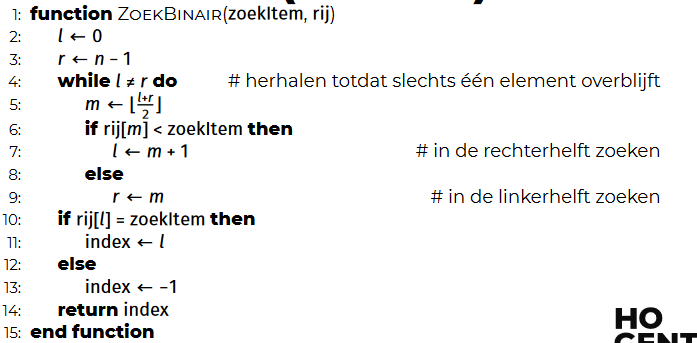 1: function ZOEKBINAIR(zoekItem, rij)
2: l ← 0
3: r ← n – 1
4: while l ≠ r do # herhalen totdat slechts één element overblijft
5: m ← ⌊(l+r)/2⌋
6: if rij[m] < zoekItem then
7: l ← m + 1 # in de rechterhelft zoeken
8: else
9: r ← m # in de linkerhelft zoeken
10: if rij[l] = zoekItem then
11: index ← l
12: else
13: index ← –1
14: return index
15: end function
HO
GENT